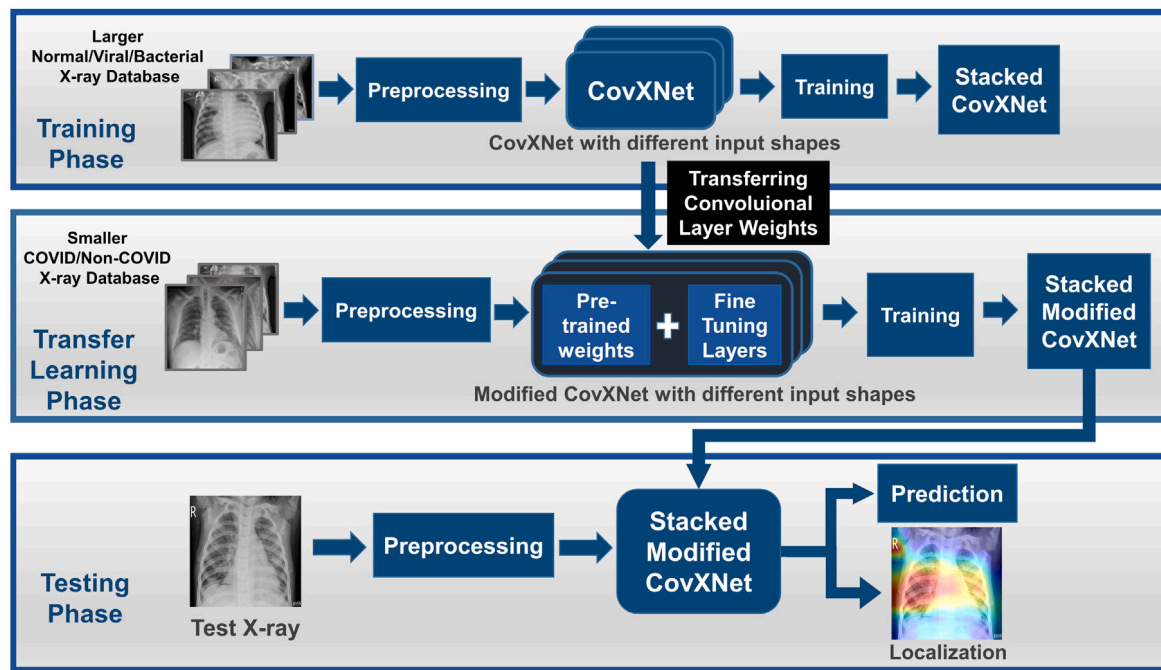 Larger
Normal/Viral/Bacterial
X-ray Database
Training
Phase
Preprocessing
CovXNet
CovXNet with different input shapes
Training
Stacked
CovXNet
Transferring
Convoluional
Layer Weights
Smaller
COVID/Non-COVID
X-ray Database
Transfer
Learning
Phase
Preprocessing
Pre-
trained
weights
+
Fine
Tuning
Layers
Modified CovXNet with different input shapes
Training
Stacked
Modified
CovXNet
Testing
Phase
R
Test X-ray
Preprocessing
Stacked
Modified
CovXNet
Prediction
R
Localization